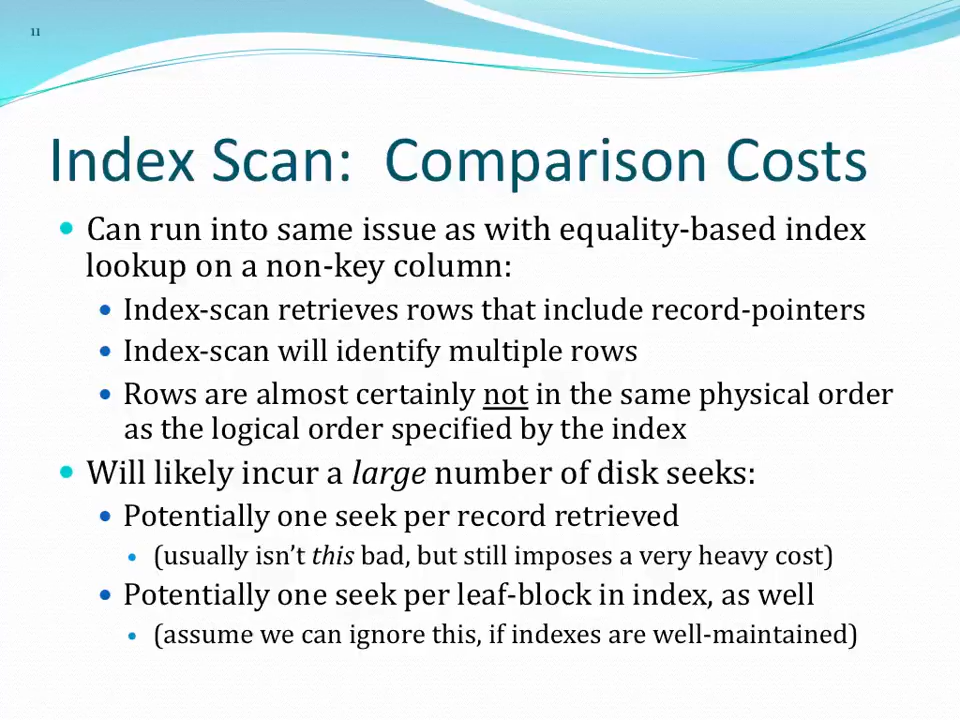 11
Index Scan: Comparison Costs
• Can run into same issue as with equality-based index
lookup on a non-key column:
• Index-scan retrieves rows that include record-pointers
• Index-scan will identify multiple rows
• Rows are almost certainly not in the same physical order
as the logical order specified by the index
• Will likely incur a large number of disk seeks:
• Potentially one seek per record retrieved
• (usually isn’t this bad, but still imposes a very heavy cost)
• Potentially one seek per leaf-block in index, as well
• (assume we can ignore this, if indexes are well-maintained)